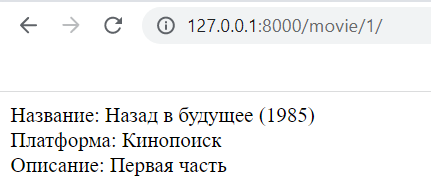 127.0.0.1:8000/movie/1/
Название: Назад в будущее (1985)
Платформа: Кинопоиск
Описание: Первая часть